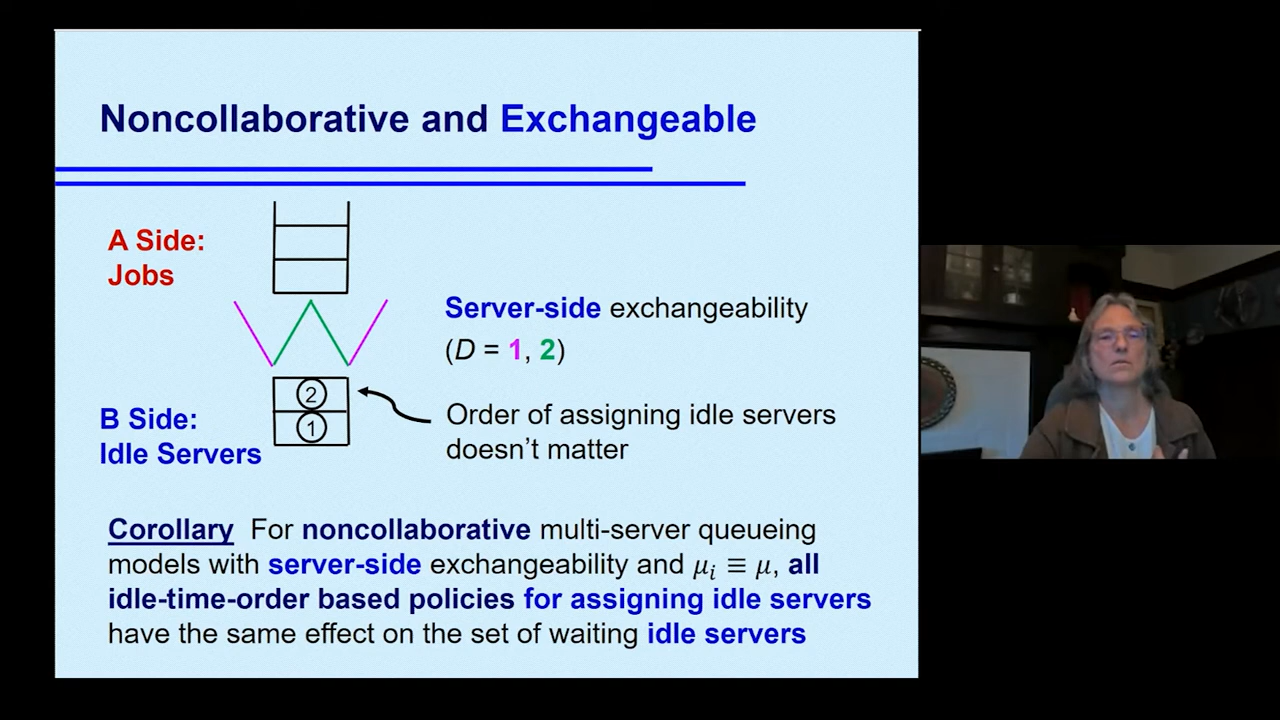 Noncollaborative and Exchangeable
A Side:
Jobs
Server-side exchangeability
(D = 1, 2)
2
1
B Side:
Idle Servers
Order of assigning idle servers
doesn’t matter
Corollary For noncollaborative multi-server queueing
models with server-side exchangeability and μᵢ ≡ μ, all
idle-time-order based policies for assigning idle servers
have the same effect on the set of waiting idle servers